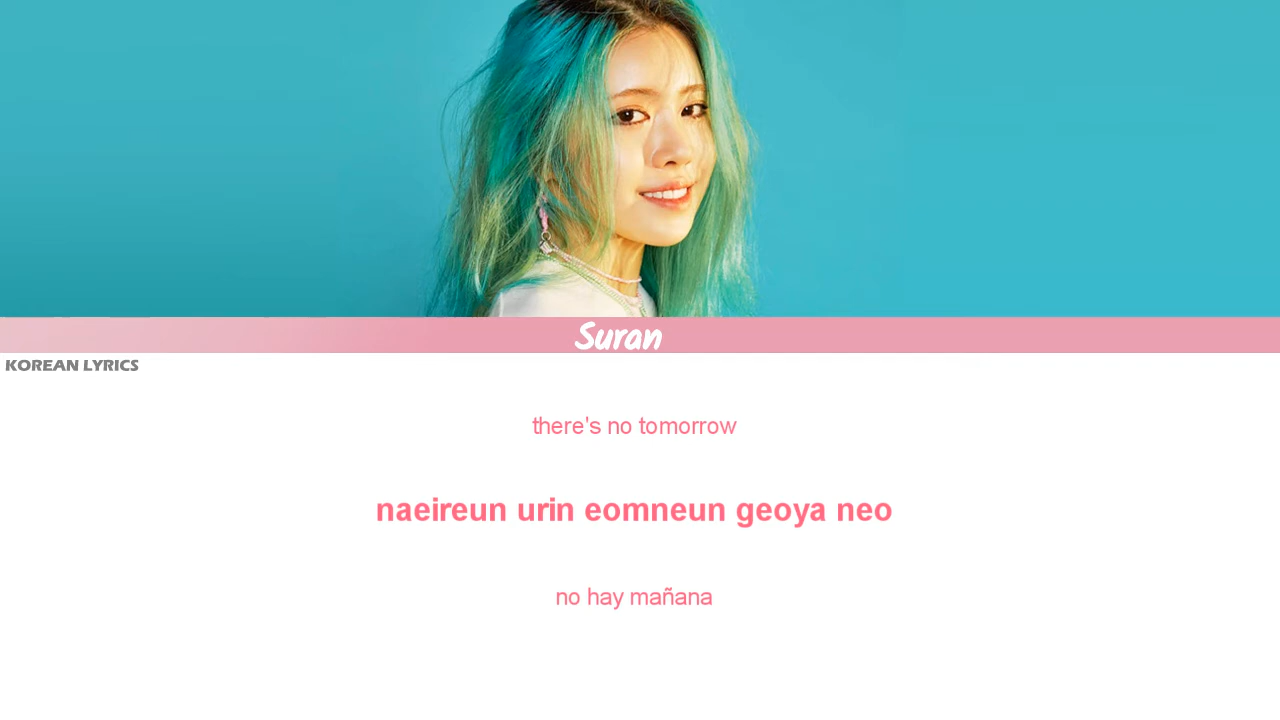 Suran
KOREAN LYRICS
there's no tomorrow
naeireun urin eomneun geoya neo
no hay mañana